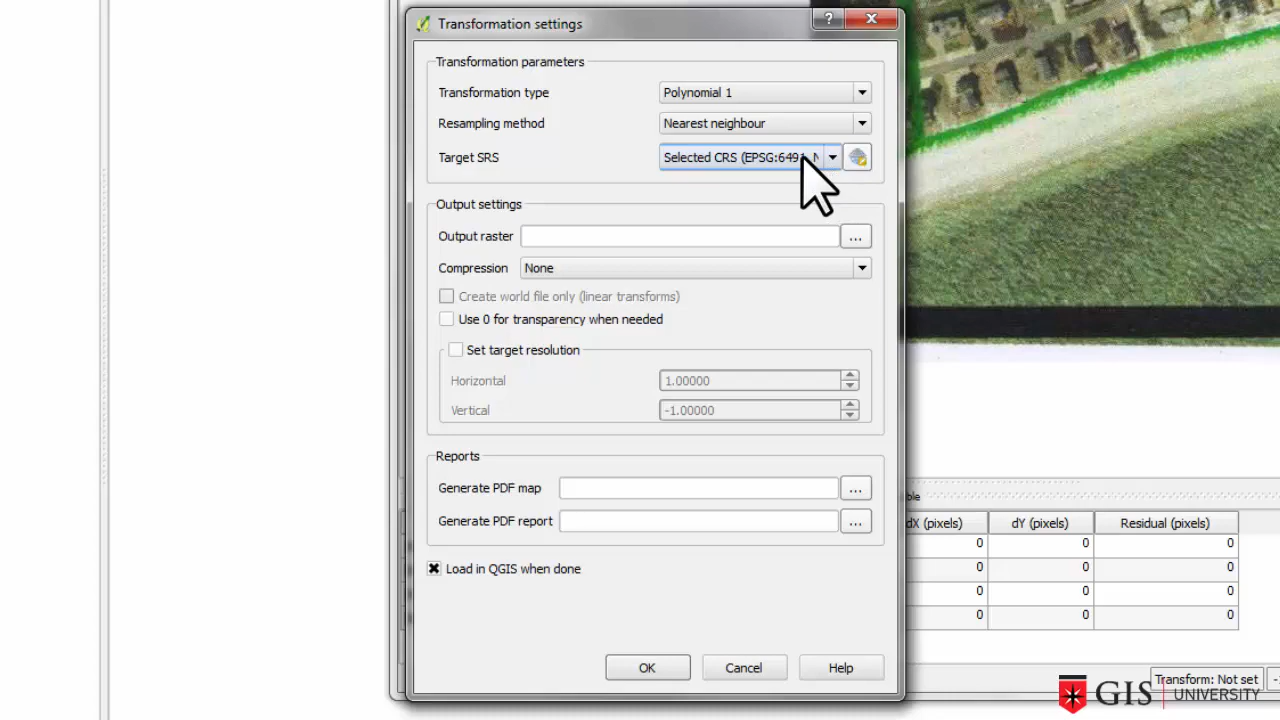 Transformation settings
?
Transformation parameters
Transformation type Polynomial 1
Resampling method Nearest neighbour
Target SRS Selected CRS (EPSG:6491,
Output settings
Output raster ...
Compression None
Create world file only (linear transforms)
Use 0 for transparency when needed
Set target resolution
Horizontal 1.00000
Vertical -1.00000
Reports
Generate PDF map ...
Generate PDF report ...
Load in QGIS when done
OK Cancel Help
dX (pixels) dY (pixels) Residual (pixels)
0 0 0
0 0 0
0 0 0
0 0 0
Transform: Not set
GIS UNIVERSITY